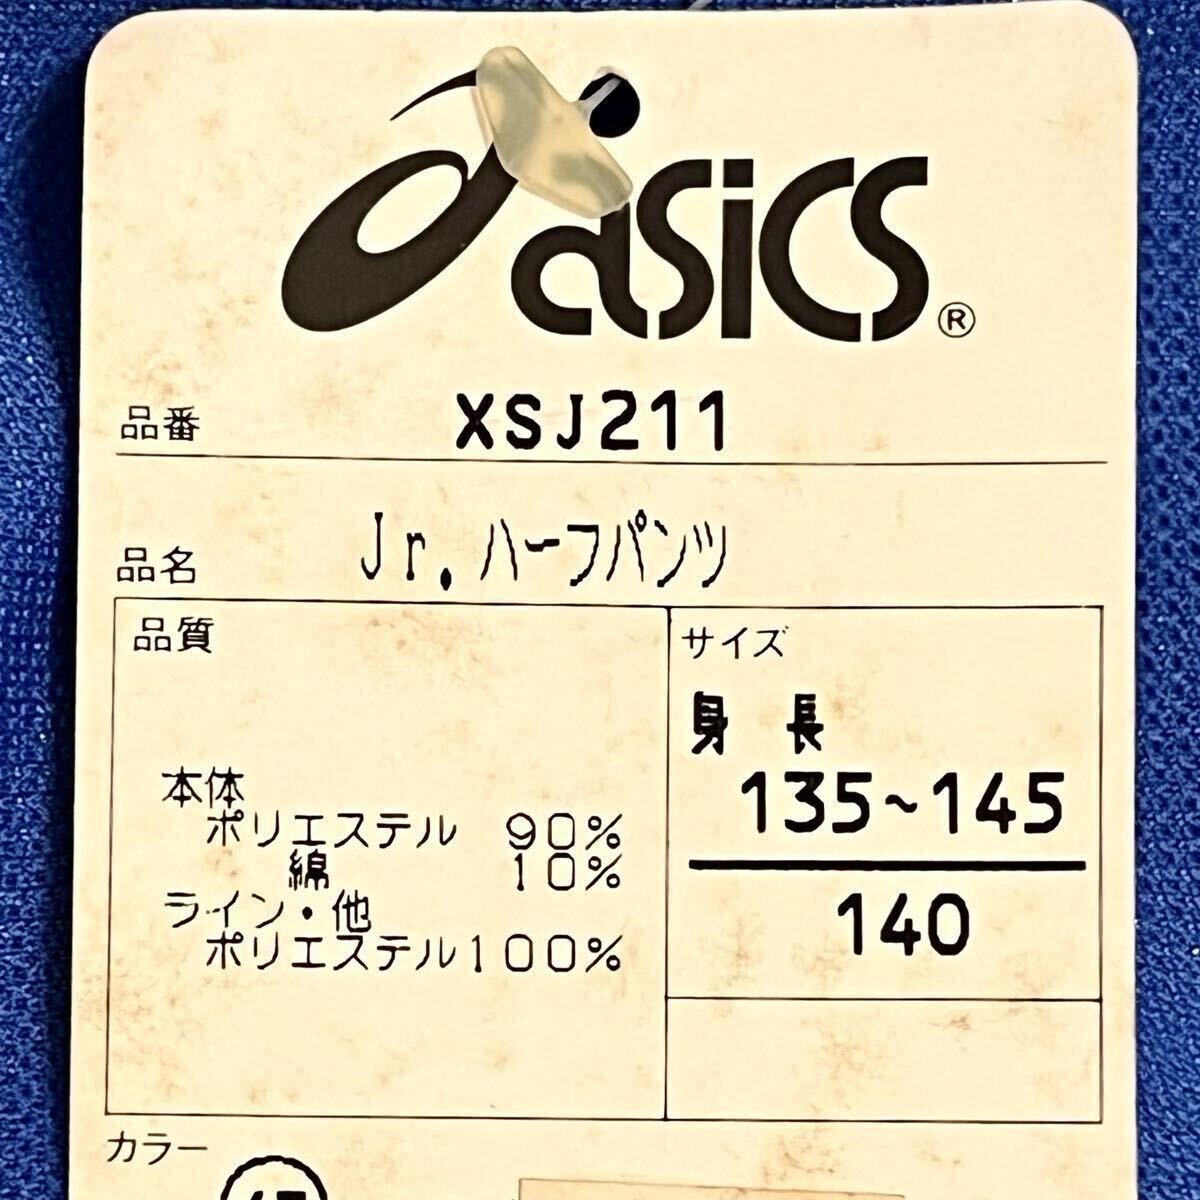 asics®
品番 XSJ211
品名 Jr.ハーフパンツ
品質
本体
ポリエステル 90%
綿 10%
ライン・他
ポリエステル100%
サイズ
身長
135~145
140
カラー